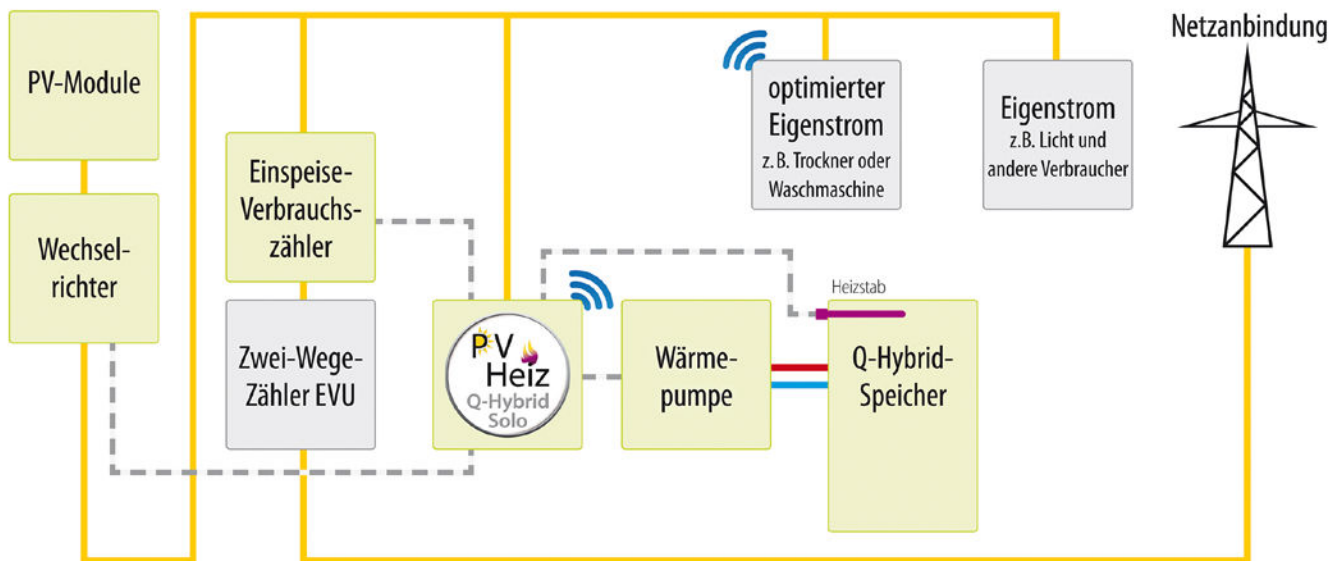 PV-Module
Wechsel-
richter
Einspeise-
Verbrauchs-
zähler
Zwei-Wege-
Zähler EVU
PV
Heiz
Q-Hybrid
Solo
Wärme-
pumpe
Heizstab
Q-Hybrid-
Speicher
optimierter
Eigenstrom
z. B. Trockner oder
Waschmaschine
Eigenstrom
z.B. Licht und
andere Verbraucher
Netzanbindung